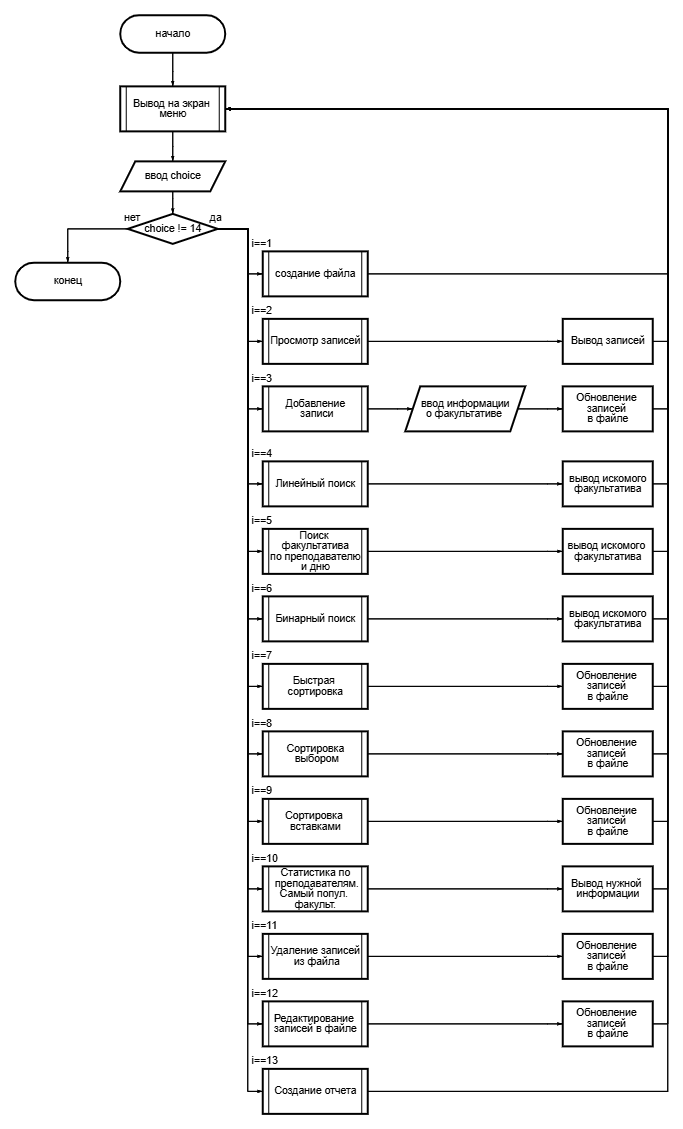 начало
Вывод на экран
меню
ввод choice
нет
да
choice != 14
конец
i==1
создание файла
i==2
Просмотр записей
Вывод записей
i==3
Добавление
записи
ввод информации
о факультативе
Обновление
записей
в файле
i==4
Линейный поиск
вывод искомого
факультатива
i==5
Поиск
факультатива
по преподавателю
и дню
вывод искомого
факультатива
i==6
Бинарный поиск
вывод искомого
факультатива
i==7
Быстрая
сортировка
Обновление
записей
в файле
i==8
Сортировка
выбором
Обновление
записей
в файле
i==9
Сортировка
вставками
Обновление
записей
в файле
i==10
Статистика по
преподавателям.
Самый попул.
факульт.
Вывод нужной
информации
i==11
Удаление записей
из файла
Обновление
записей
в файле
i==12
Редактирование
записей в файле
Обновление
записей
в файле
i==13
Создание отчета